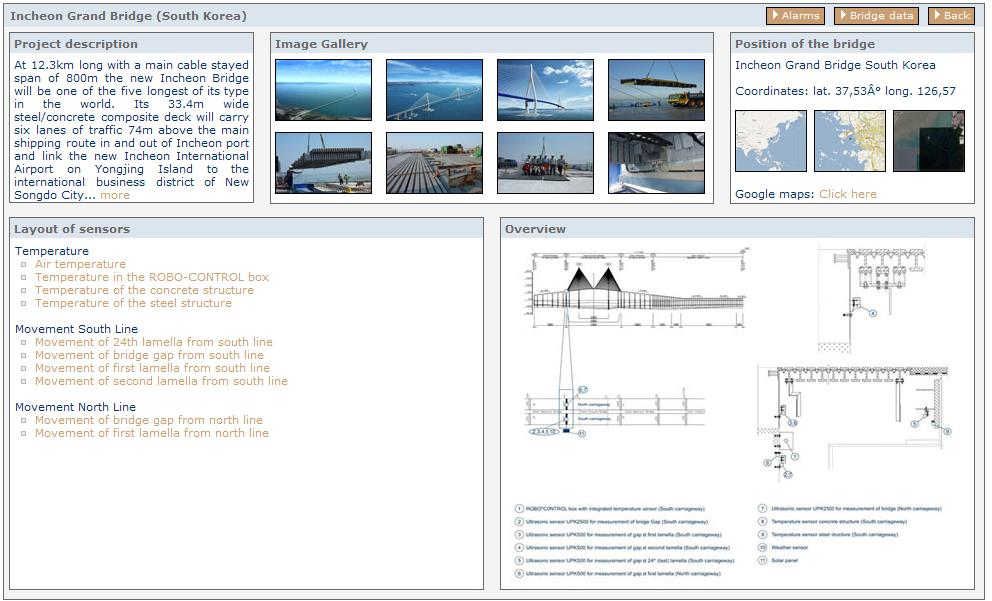 Incheon Grand Bridge (South Korea)
Alarms
Bridge data
Back
Project description
At 12.3km long with a main cable stayed
span of 800m the new Incheon Bridge
will be one of the five longest of its type
in the world. Its 33.4m wide
steel/concrete composite deck will carry
six lanes of traffic 74m above the main
shipping route in and out of Incheon port
and link the new Incheon International
Airport on Yongjing Island to the
international business district of New
Songdo City... more
Image Gallery
Position of the bridge
Incheon Grand Bridge South Korea
Coordinates: lat. 37,53Â° long. 126,57
Google maps: Click here
Layout of sensors
Temperature
Air temperature
Temperature in the ROBO-CONTROL box
Temperature of the concrete structure
Temperature of the steel structure
Movement South Line
Movement of 24th lamella from south line
Movement of bridge gap from south line
Movement of first lamella from south line
Movement of second lamella from south line
Movement North Line
Movement of bridge gap from north line
Movement of first lamella from north line
Overview
North carriageway
South carriageway
11
4
5
9
1
1 ROBO®CONTROL box with integrated temperature sensor (South carriageway)
2 Ultrasonic sensor UPK2500 for measurement of bridge Gap (South carriageway)
3 Ultrasonic sensor UPK500 for measurement of gap at first lamella (South carriageway)
4 Ultrasonic sensor UPK500 for measurement of gap at second lamella (South carriageway)
5 Ultrasonic sensor UPK500 for measurement of gap at 24th (last) lamella (South carriageway)
6 Ultrasonic sensor UPK500 for measurement of gap at first lamella (North carriageway)
7 Ultrasonic sensor UPK2500 for measurement of bridge (North carriageway)
8 Temperature sensor concrete structure (South carriageway)
9 Temperature sensor steel structure (South carriageway)
10 Weather sensor
11 Solar panel